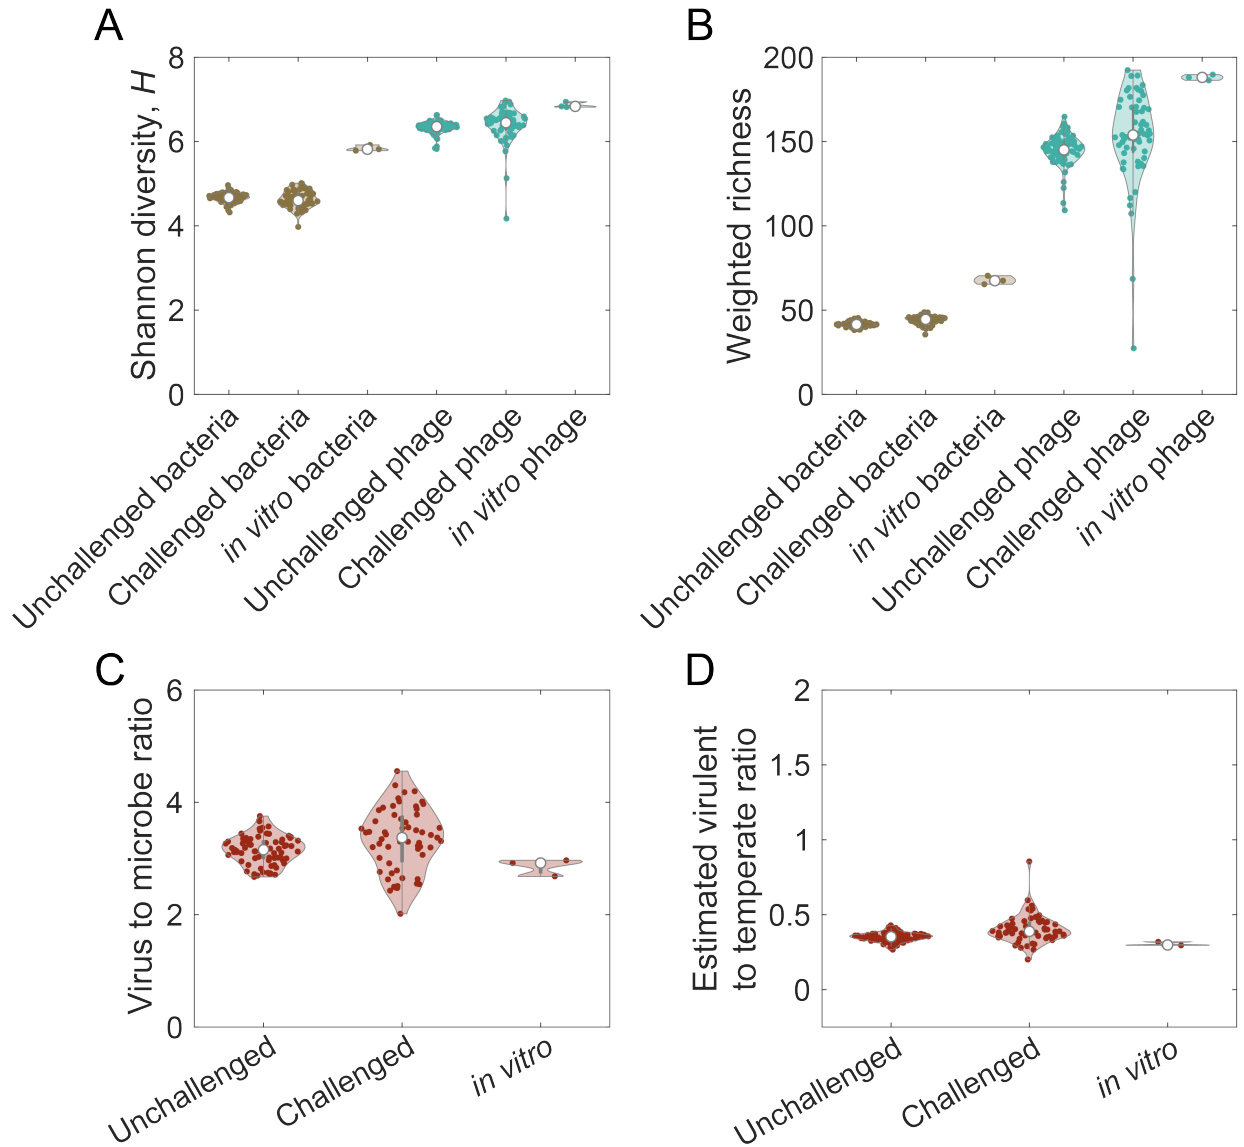 A
Shannon diversity, H
8
6
4
2
0
Unchallenged bacteria
Challenged bacteria
in vitro bacteria
Unchallenged phage
Challenged phage
in vitro phage
B
Weighted richness
200
150
100
50
0
Unchallenged bacteria
Challenged bacteria
in vitro bacteria
Unchallenged phage
Challenged phage
in vitro phage
C
Virus to microbe ratio
6
4
2
0
Unchallenged
Challenged
in vitro
D
Estimated virulent
to temperate ratio
2
1.5
1
0.5
0
Unchallenged
Challenged
in vitro